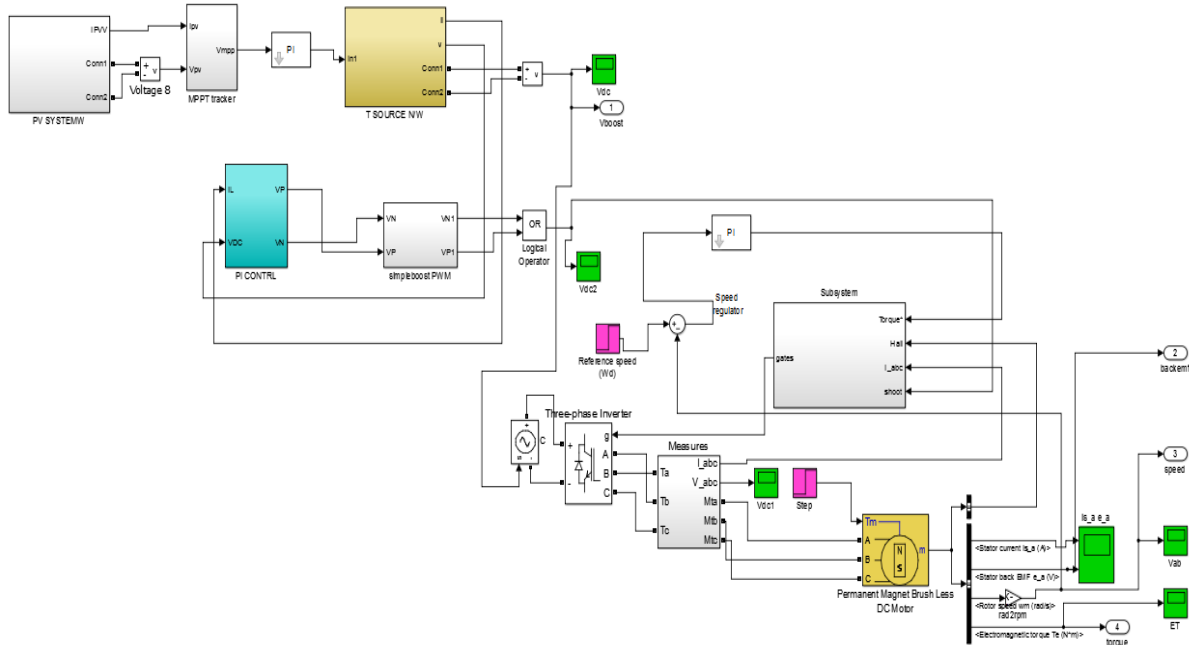 IPVV
Conn1
Conn2
PV SYSTEMW
+
-
v
Voltage 8
Ipv
Vpv
Vmpp
MPPT tracker
PI
In1
Il
v
Conn1
Conn2
T SOURCE N/W
+
-
v
Vdc
1
Vboost
IL
VDC
VP
VN
PI CONTRL
VN
VP
VN1
VP1
simpleboost PWM
OR
Logical
Operator
Vdc2
PI
Speed
regulator
Reference speed
(Wd)
Subsystem
gates
Torque*
Hall
I_abc
shoot
2
backemf
3
speed
Three-phase Inverter
C
+
-
g
A
B
C
Measures
Ta
Tb
Tc
I_abc
V_abc
Mta
Mtb
Mtc
Vdc1
Step
Tm
A
B
C
N
S
m
Permanent Magnet Brush Less
DC Motor
Is_a e_a
<Stator current is_a (A)>
<Stator back EMF e_a (V)>
<Rotor speed wm (rad/s)>
rad2rpm
<Electromagnetic torque Te (N*m)>
Vab
ET
4
torque